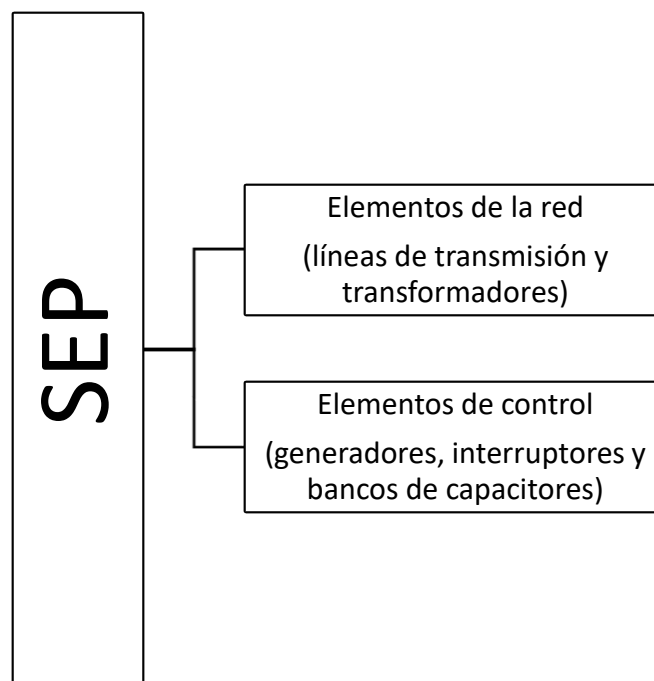 SEP
Elementos de la red
(líneas de transmisión y
transformadores)
Elementos de control
(generadores, interruptores y
bancos de capacitores)